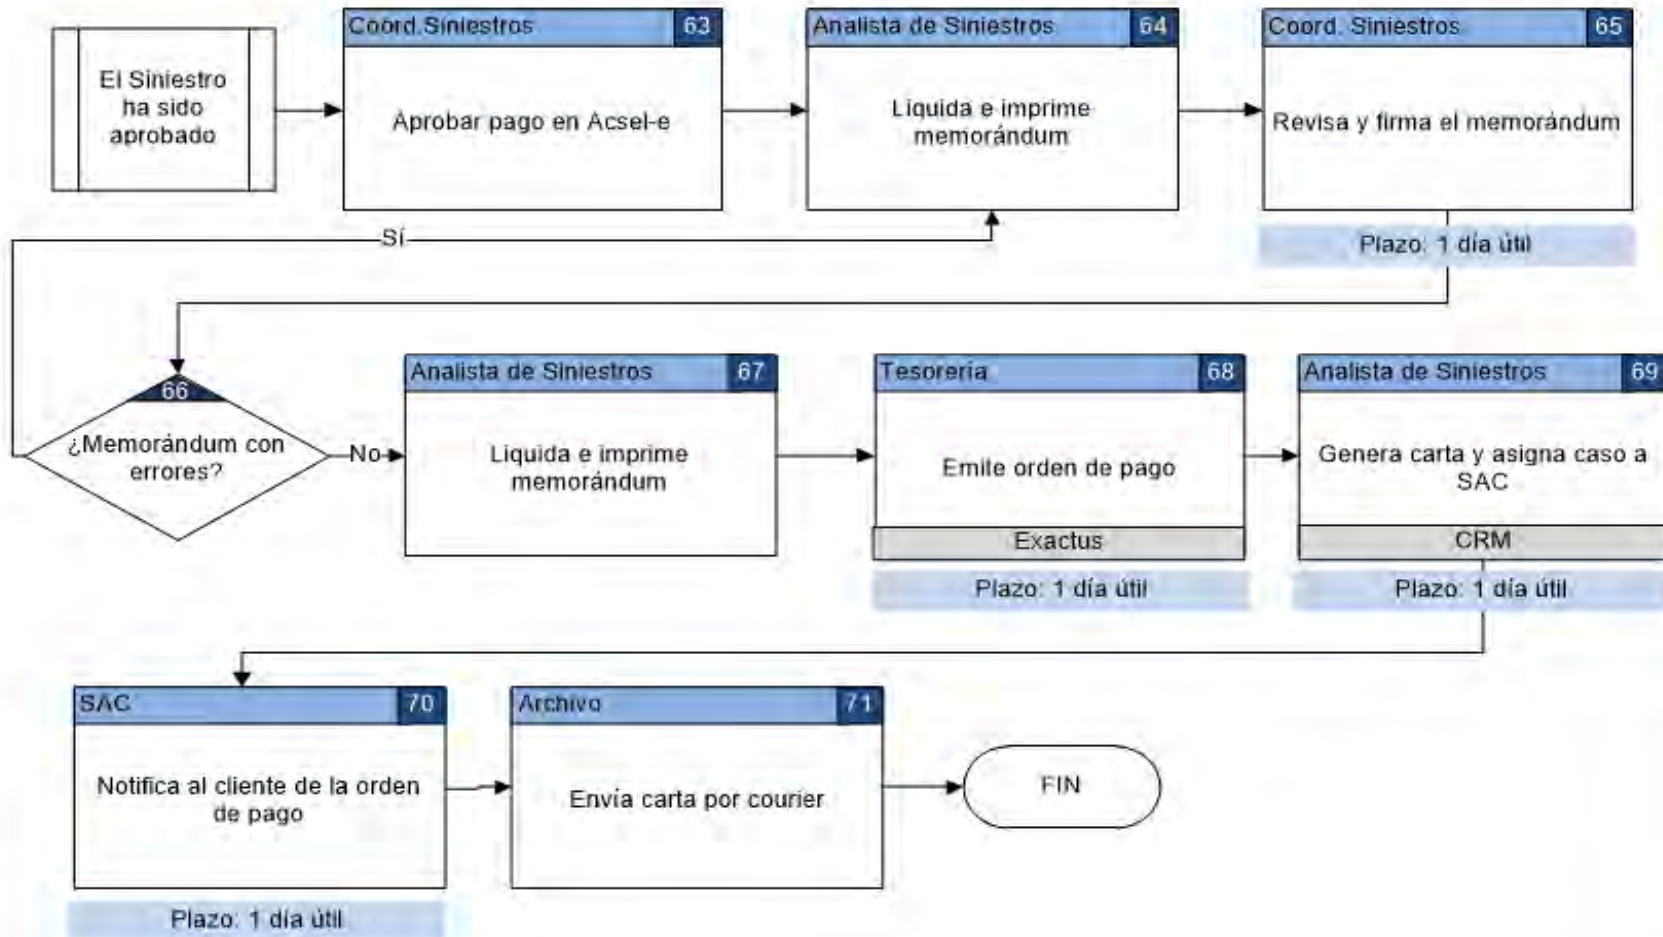 El Siniestro
ha sido
aprobado
Coord.Siniestros 63
Aprobar pago en Acsel-e
Analista de Siniestros 64
Liquida e imprime
memorándum
Coord. Siniestros 65
Revisa y firma el memorándum
Plazo: 1 día útil
Sí
66
¿Memorándum con
errores?
No
Analista de Siniestros 67
Liquida e imprime
memorándum
Tesorería 68
Emite orden de pago
Exactus
Plazo: 1 día útil
Analista de Siniestros 69
Genera carta y asigna caso a
SAC
CRM
Plazo: 1 día útil
SAC 70
Notifica al cliente de la orden
de pago
Plazo: 1 día útil
Archivo 71
Envía carta por courier
FIN